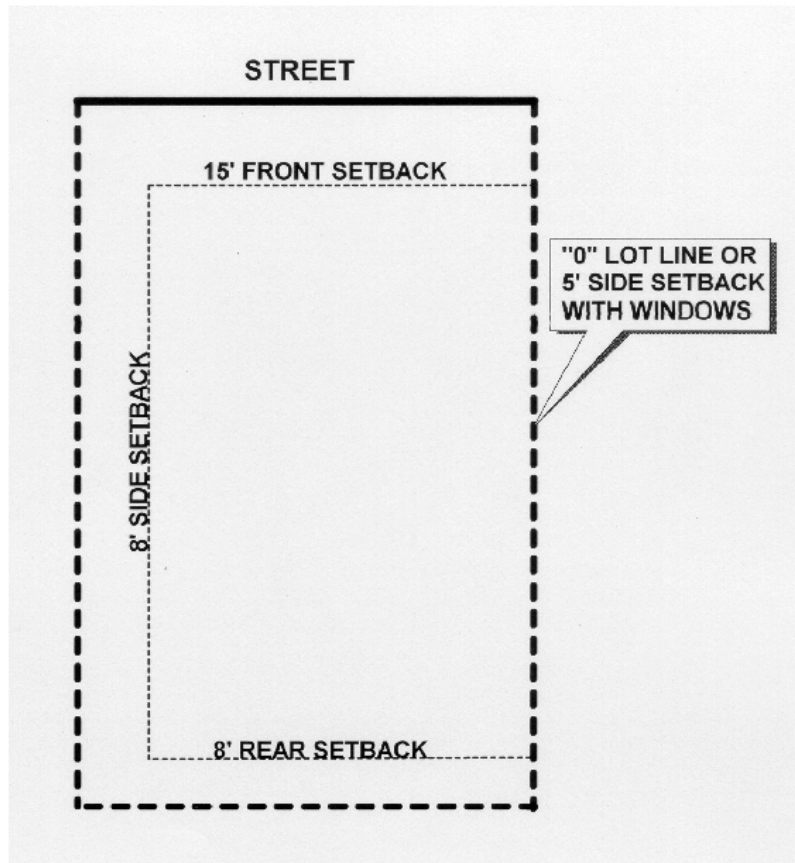 STREET
15' FRONT SETBACK
"0" LOT LINE OR
5' SIDE SETBACK
WITH WINDOWS
8' SIDE SETBACK
8' REAR SETBACK